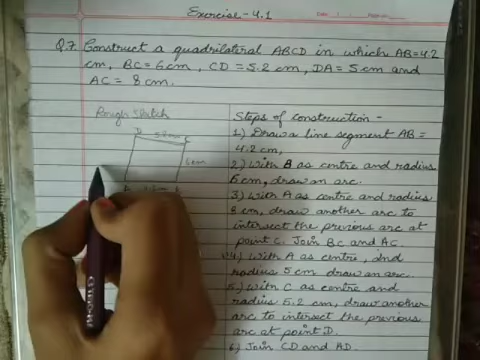 Exercise - 4.1
Q.7. Construct a quadrilateral ABCD in which AB = 4.2
cm, BC = 6 cm, CD = 5.2 cm, DA = 5 cm and
AC = 8 cm.
Rough Sketch
D
C
6 cm
Steps of construction -
1) Draw a line segment AB =
4.2 cm,
2) with B as centre and radius
6 cm, draw an arc.
3) with A as centre and radius
8 cm, draw another arc to
intersect the previous arc at
point C. Join BC and AC.
4) with A as centre, and
radius 5 cm draw an arc.
5) with C as centre and
radius 5.2 cm, draw another
arc to intersect the previous
arc at point D.
6) Join CD and AD.